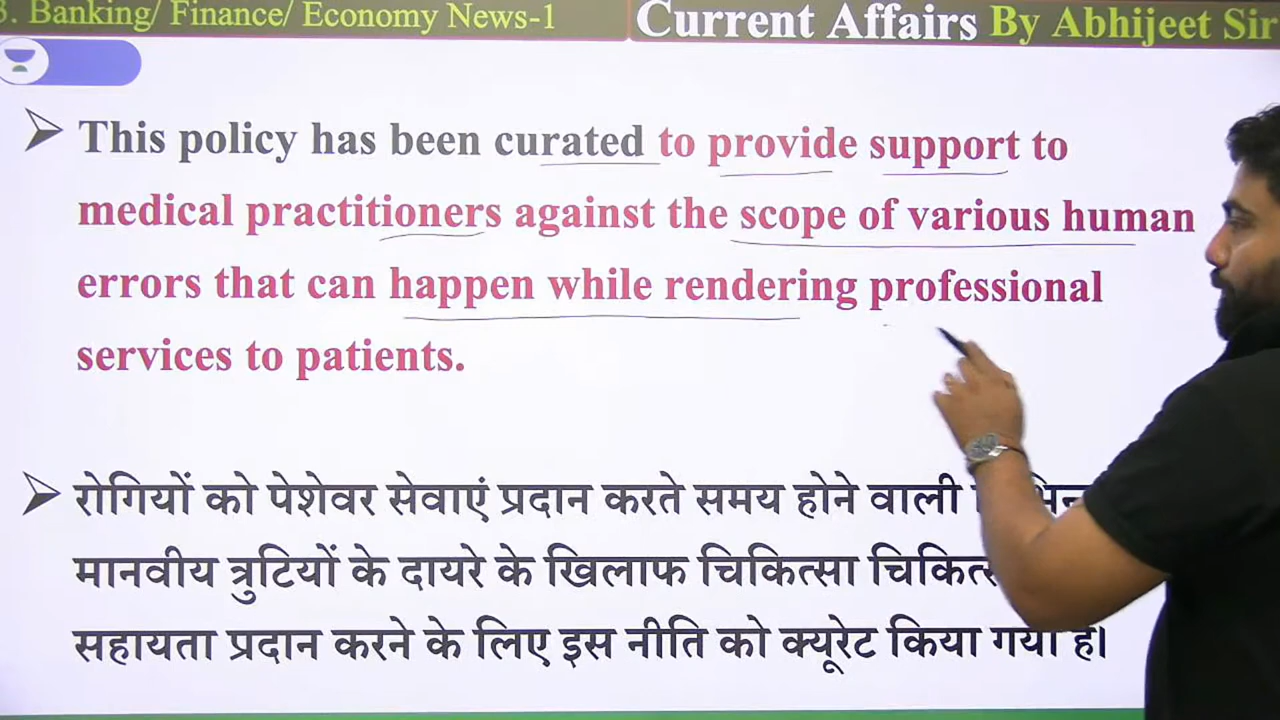 3. Banking/ Finance/ Economy News-1
Current Affairs By Abhijeet Sir
This policy has been curated to provide support to
medical practitioners against the scope of various human
errors that can happen while rendering professional
services to patients.
रोगियों को पेशेवर सेवाएं प्रदान करते समय होने वाली
मानवीय त्रुटियों के दायरे के खिलाफ चिकित्सा
सहायता प्रदान करने के लिए इस नीति को क्यूरेट किया गया है।